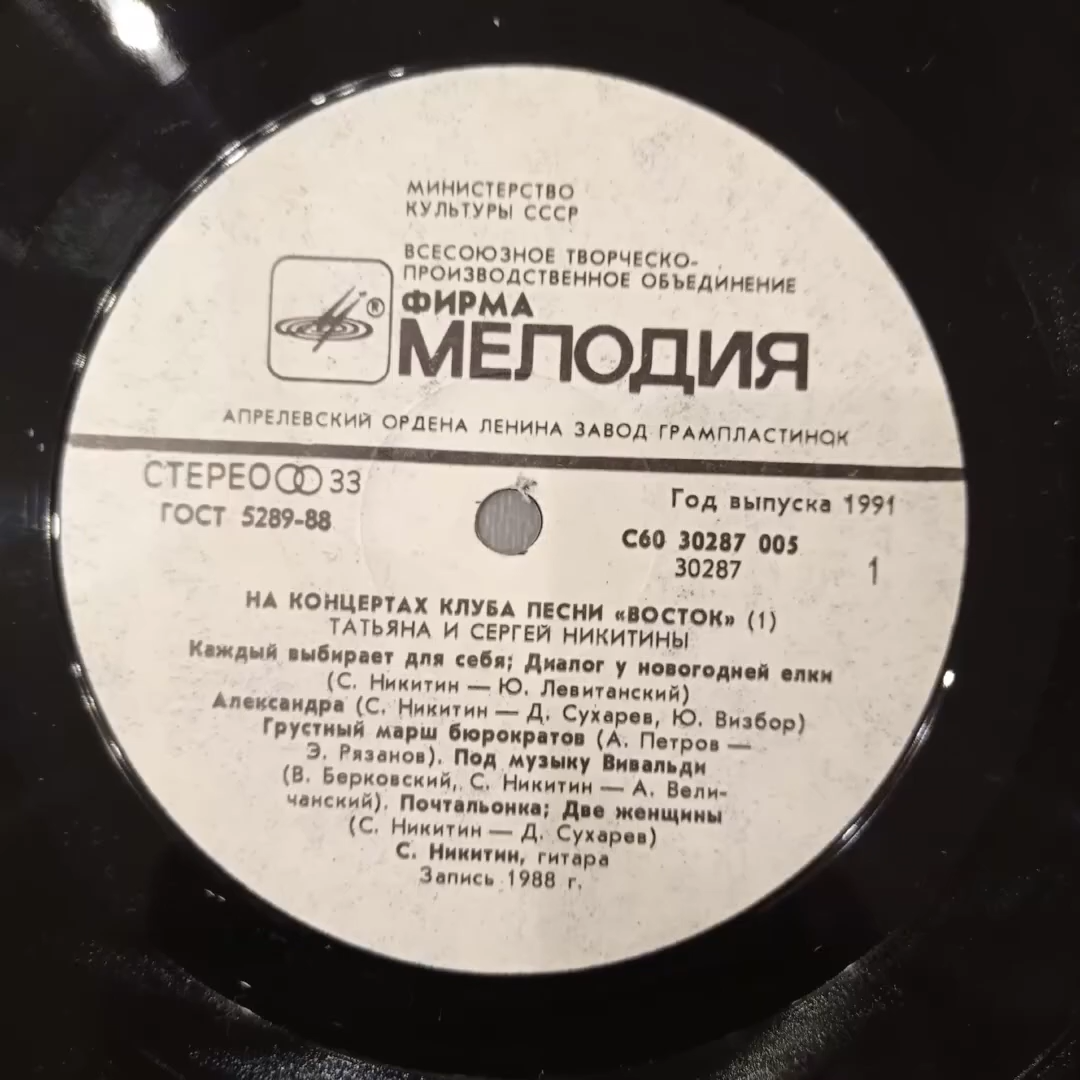 МИНИСТЕРСТВО
КУЛЬТУРЫ СССР
ВСЕСОЮЗНОЕ ТВОРЧЕСКО-
ПРОИЗВОДСТВЕННОЕ ОБЪЕДИНЕНИЕ
®
ФИРМА
МЕЛОДИЯ
АПРЕЛЕВСКИЙ ОРДЕНА ЛЕНИНА ЗАВОД ГРАМПЛАСТИНОК
СТЕРЕО 33
Год выпуска 1991
ГОСТ 5289-88
С60 30287 005
30287
1
НА КОНЦЕРТАХ КЛУБА ПЕСНИ «ВОСТОК» (1)
ТАТЬЯНА И СЕРГЕЙ НИКИТИНЫ
Каждый выбирает для себя; Диалог у новогодней елки
(С. Никитин — Ю. Левитанский)
Александра (С. Никитин — Д. Сухарев, Ю. Визбор)
Грустный марш бюрократов (А. Петров —
Э. Рязанов). Под музыку Вивальди
(В. Берковский, С. Никитин — А. Вели-
чанский). Почтальонка; Две женщины
(С. Никитин — Д. Сухарев)
С. Никитин, гитара
Запись 1988 г.